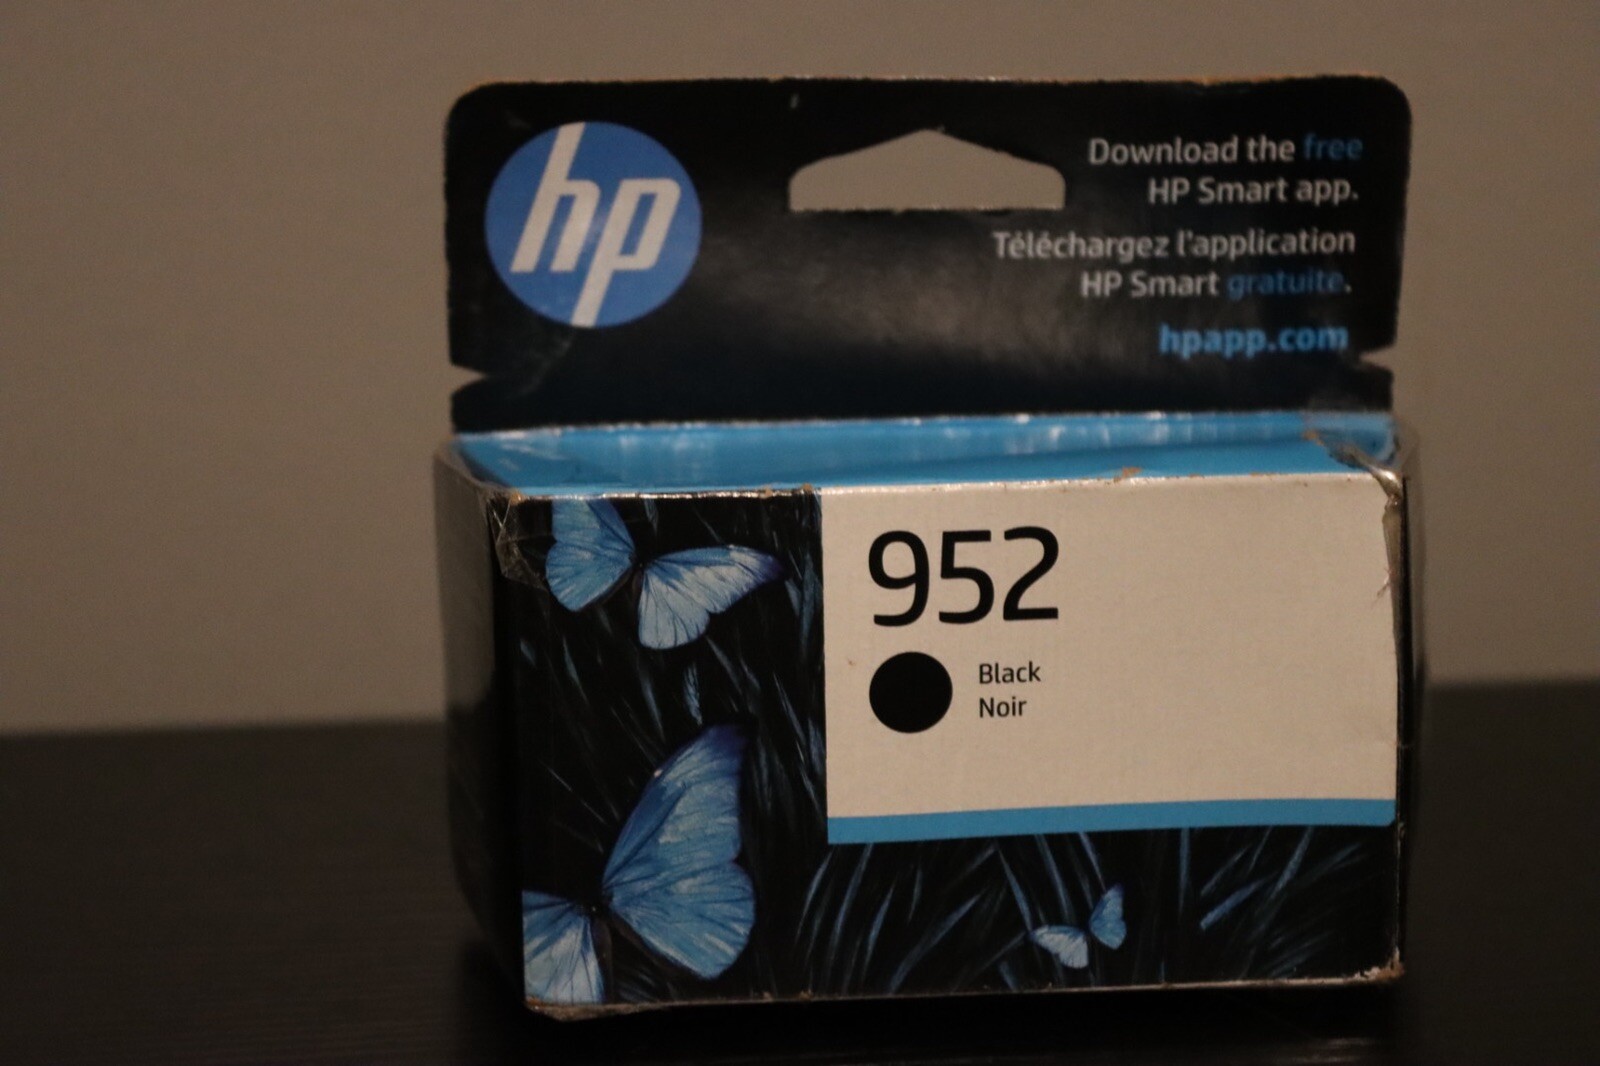 hp
Download the free
HP Smart app.
Téléchargez l'application
HP Smart gratuite.
hpapp.com
952
Black
Noir